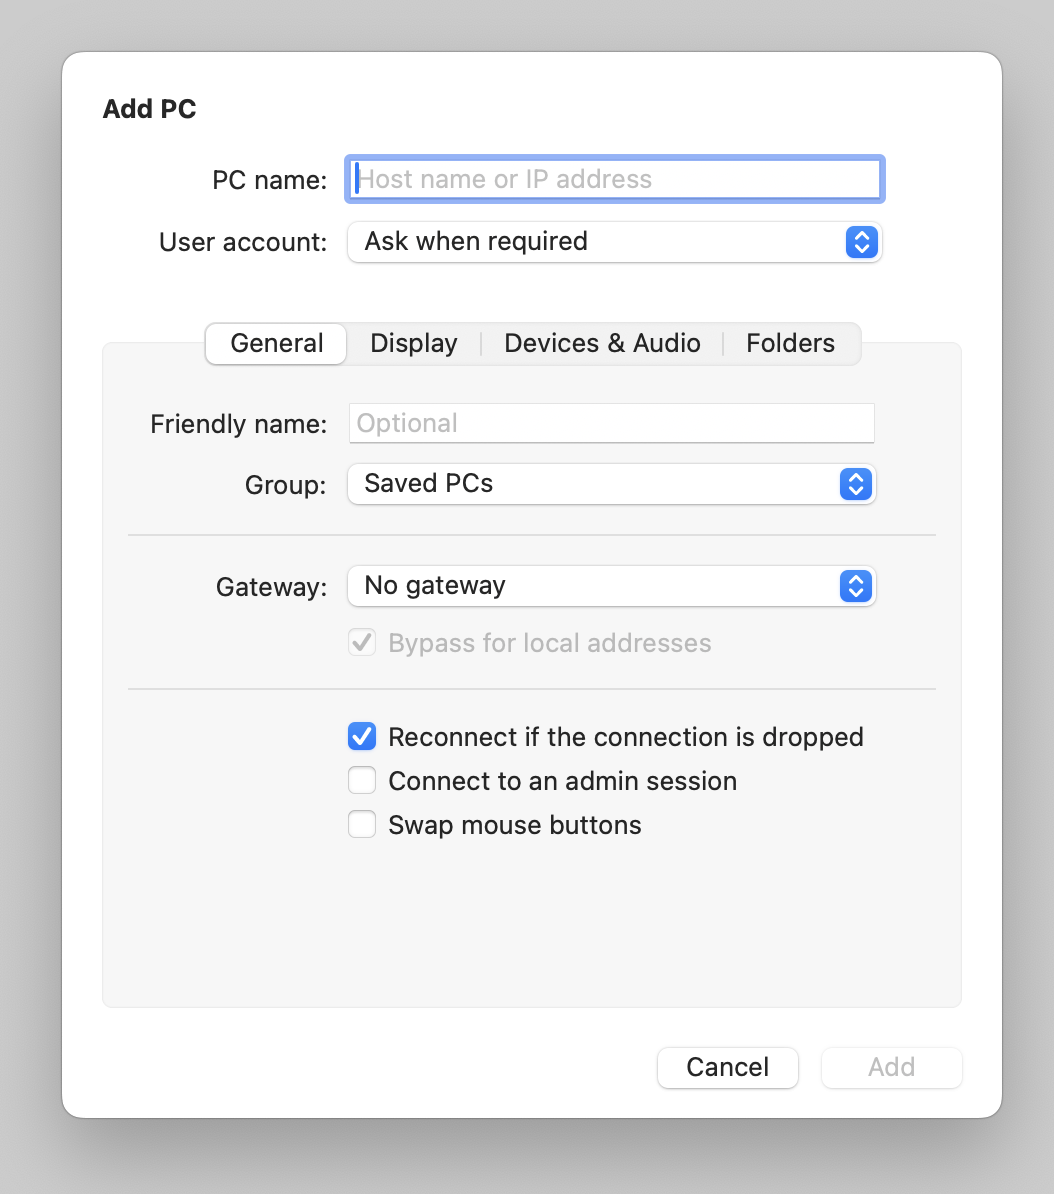 Add PC
PC name: Host name or IP address
User account: Ask when required
General Display Devices & Audio Folders
Friendly name: Optional
Group: Saved PCs
Gateway: No gateway
Bypass for local addresses
Reconnect if the connection is dropped
Connect to an admin session
Swap mouse buttons
Cancel Add